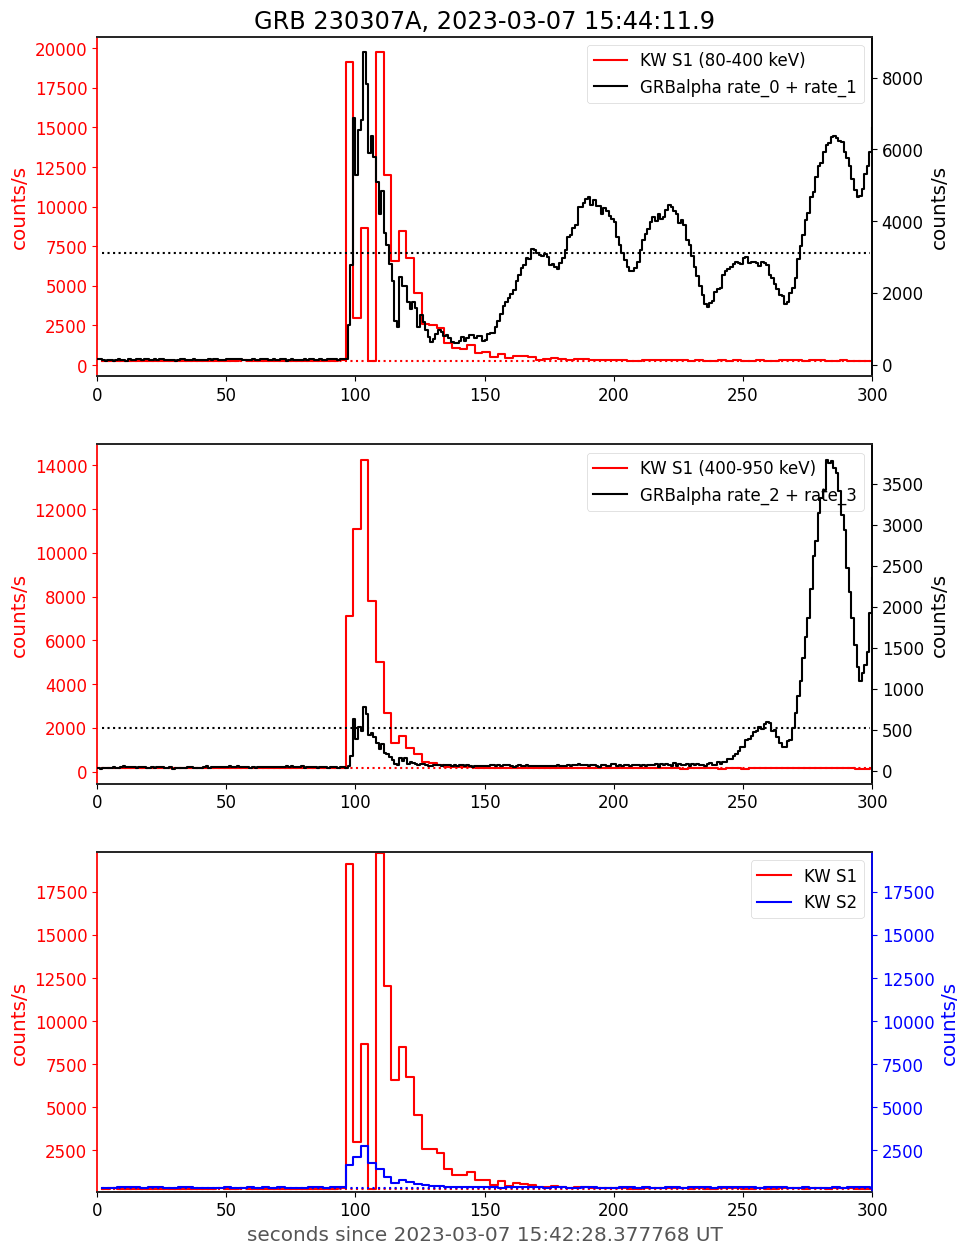 GRB 230307A, 2023-03-07 15:44:11.9
KW S1 (80-400 keV)
GRBalpha rate_0 + rate_1
20000
17500
15000
12500
10000
7500
5000
2500
0
counts/s
8000
6000
4000
2000
0
counts/s
0 50 100 150 200 250 300
KW S1 (400-950 keV)
GRBalpha rate_2 + rate_3
14000
12000
10000
8000
6000
4000
2000
0
counts/s
3500
3000
2500
2000
1500
1000
500
0
counts/s
0 50 100 150 200 250 300
KW S1
KW S2
17500
15000
12500
10000
7500
5000
2500
counts/s
17500
15000
12500
10000
7500
5000
2500
counts/s
0 50 100 150 200 250 300
seconds since 2023-03-07 15:42:28.377768 UT